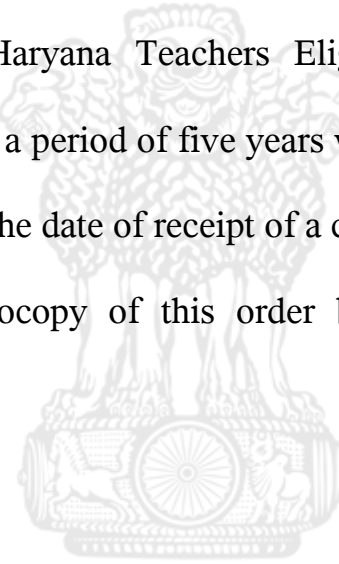 Haryana Teachers Elig
a period of five years v
he date of receipt of a c
ocopy of this order b